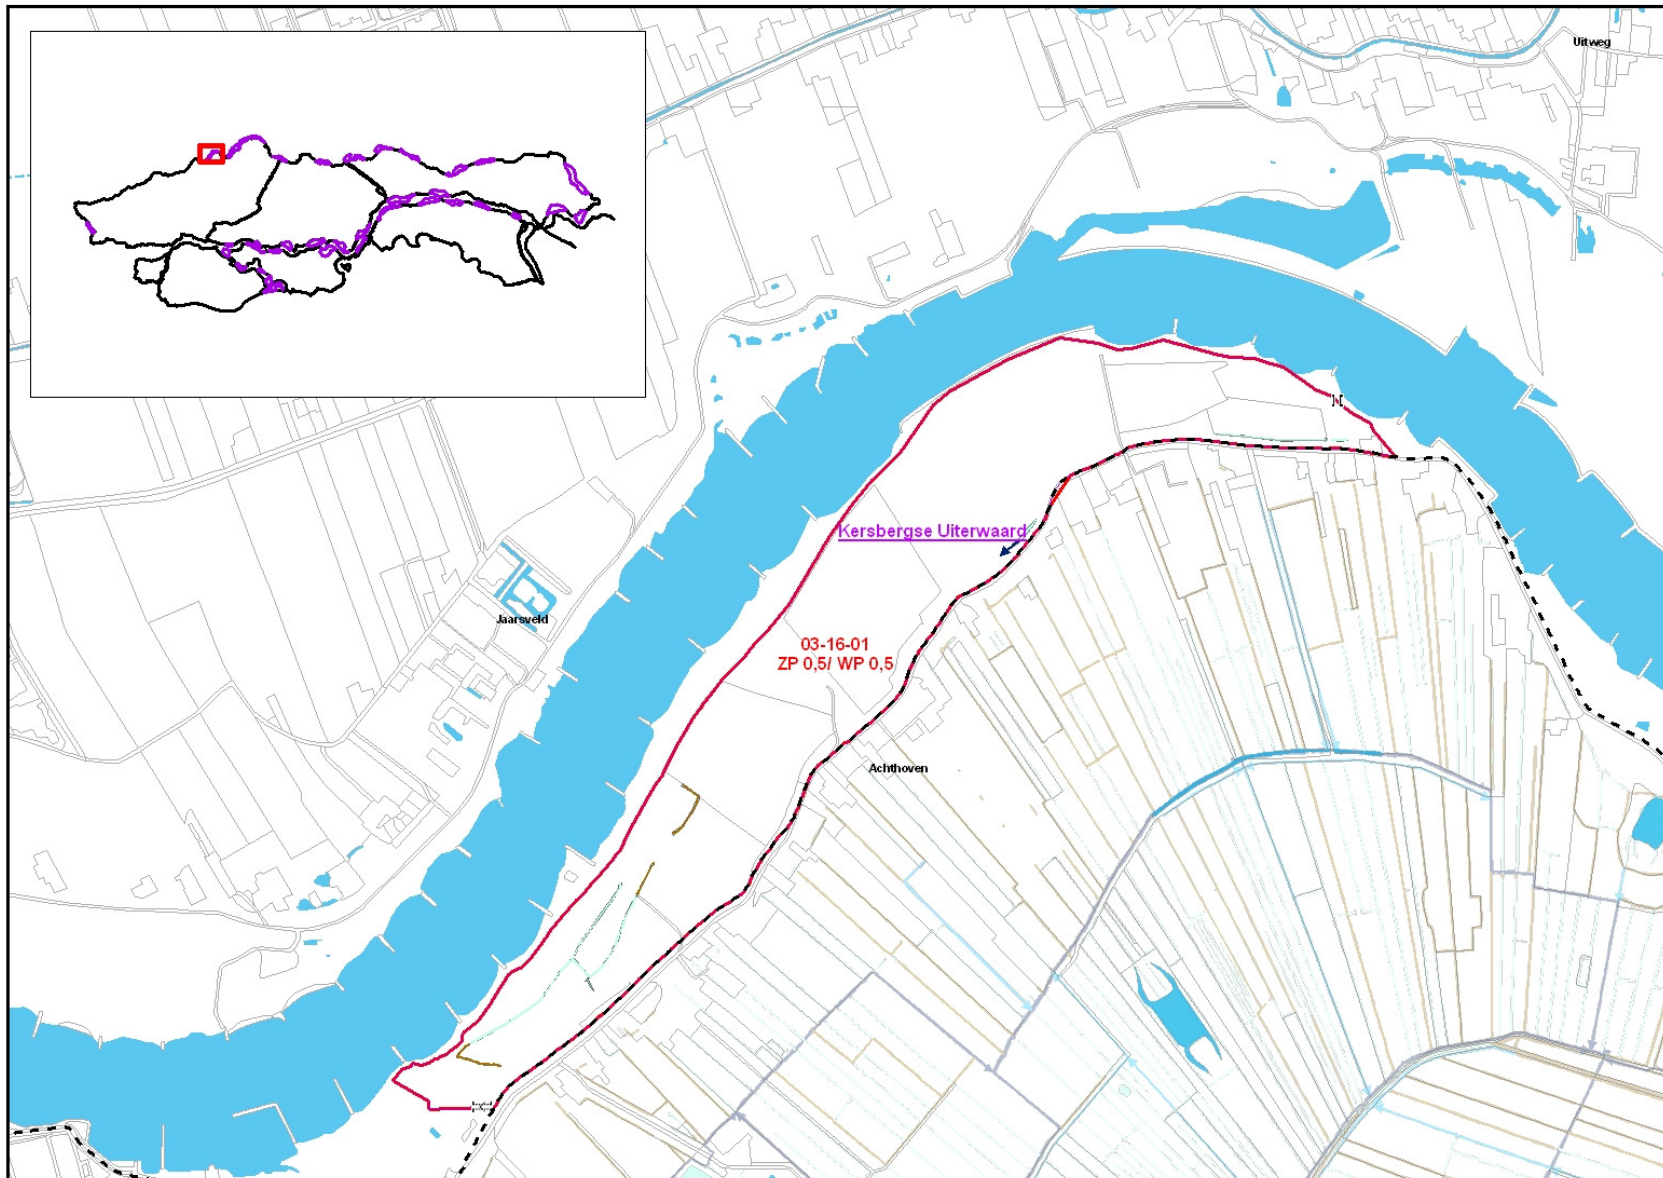 Uitweg
Kersbergse Uiterwaard
Jaarsveld
03-16-01
ZP 0,5/ WP 0,5
Achthoven